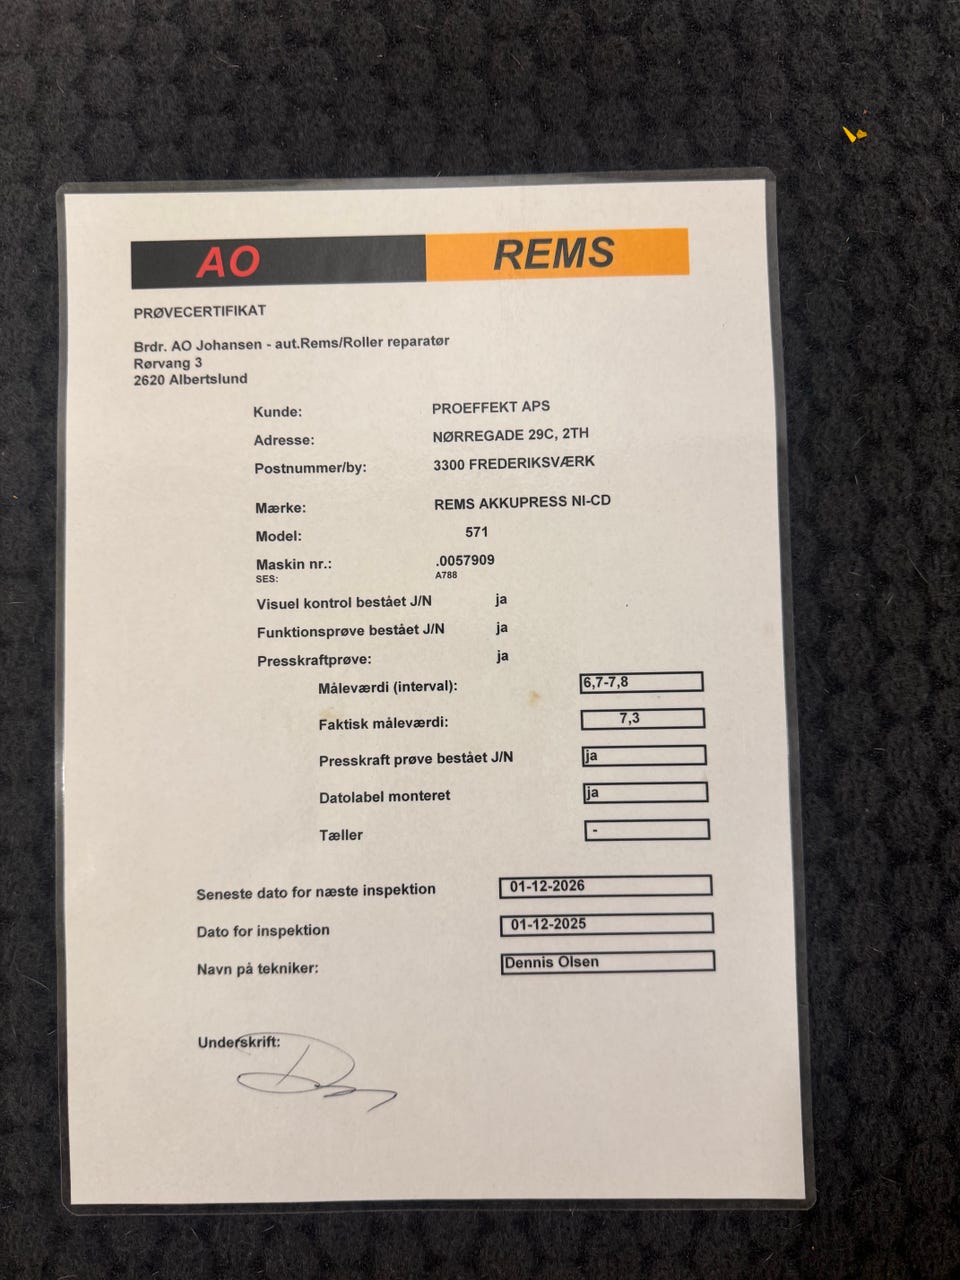 AO REMS
PRØVECERTIFIKAT
Brdr. AO Johansen - aut.Rems/Roller reparatør
Rørvang 3
2620 Albertslund
Kunde: PROEFFEKT APS
Adresse: NØRREGADE 29C, 2TH
Postnummer/by: 3300 FREDERIKSVÆRK
Mærke: REMS AKKUPRESS NI-CD
Model: 571
Maskin nr.: .0057909
SES: A788
Visuel kontrol bestået J/N ja
Funktionsprøve bestået J/N ja
Presskraftprøve: ja
Måleværdi (interval): 6,7-7,8
Faktisk måleværdi: 7,3
Presskraft prøve bestået J/N ja
Datolabel monteret ja
Tæller -
Seneste dato for næste inspektion 01-12-2026
Dato for inspektion 01-12-2025
Navn på tekniker: Dennis Olsen
Underskrift: